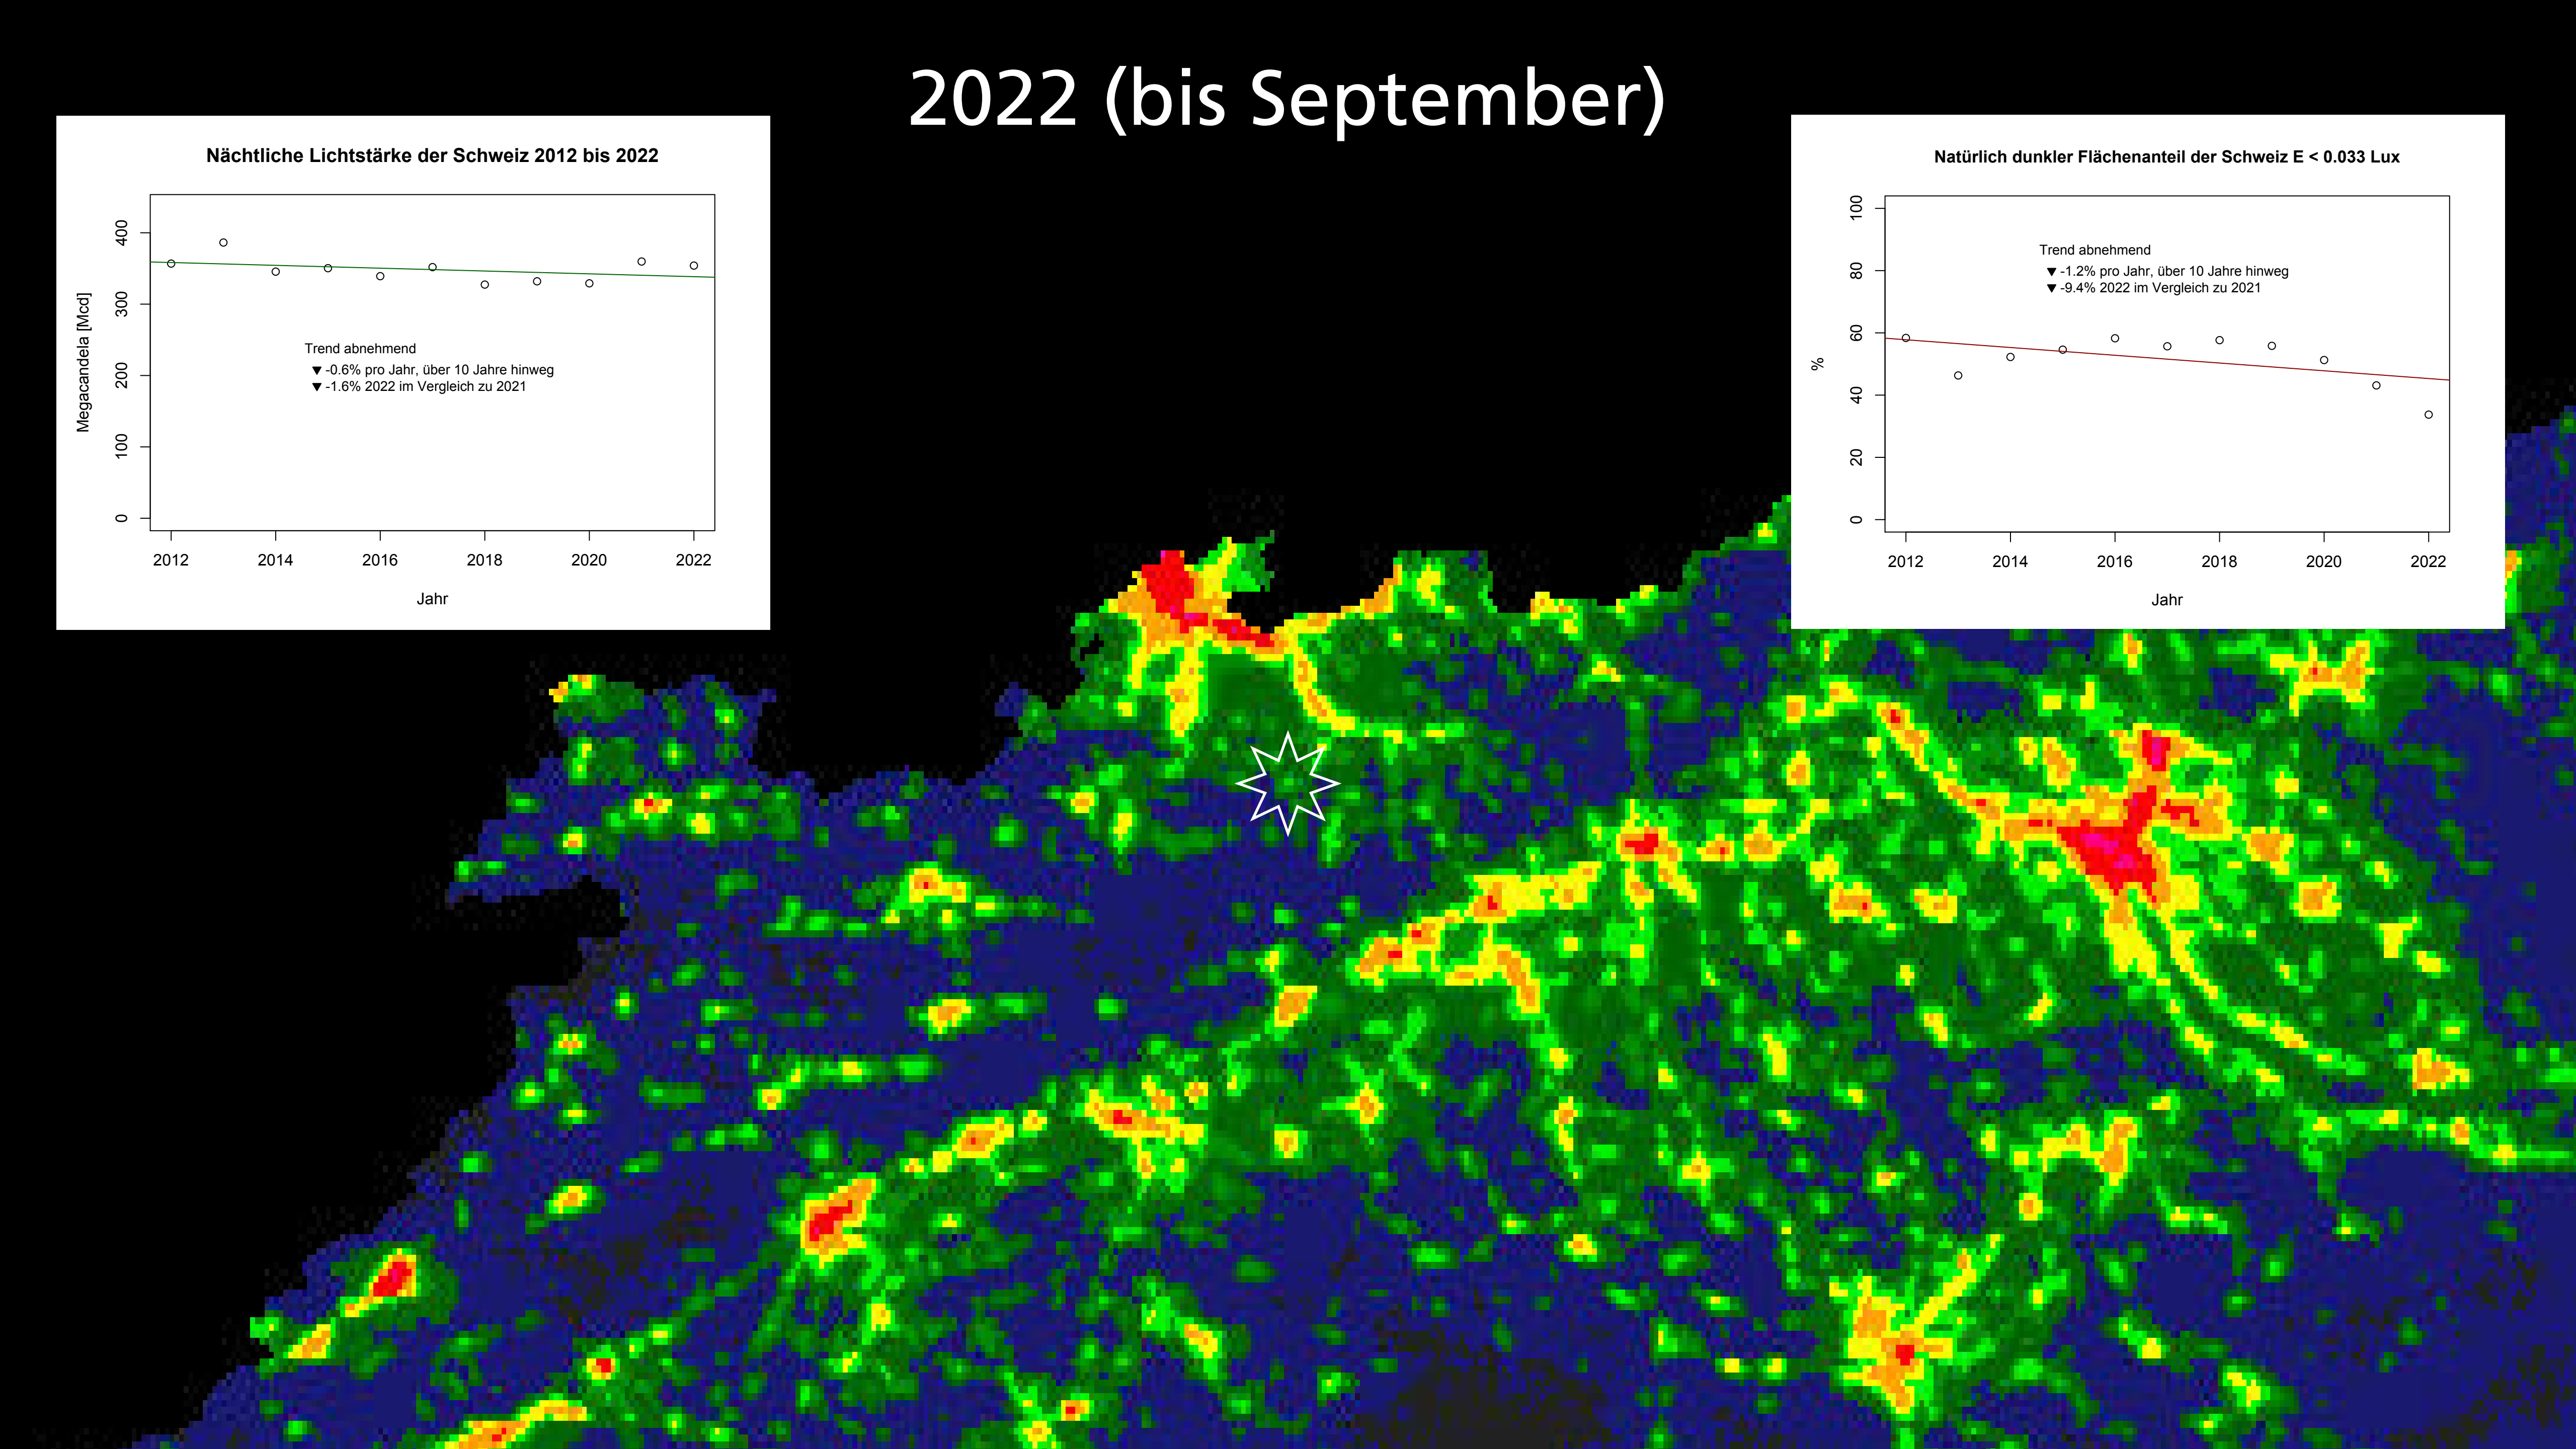 2022 (bis September)
Nächtliche Lichtstärke der Schweiz 2012 bis 2022
Megacandela [Mcd]
400
300
200
100
0
Trend abnehmend
▼ -0.6% pro Jahr, über 10 Jahre hinweg
▼ -1.6% 2022 im Vergleich zu 2021
2012 2014 2016 2018 2020 2022
Jahr
Natürlich dunkler Flächenanteil der Schweiz E < 0.033 Lux
%
100
80
60
40
20
0
Trend abnehmend
▼ -1.2% pro Jahr, über 10 Jahre hinweg
▼ -9.4% 2022 im Vergleich zu 2021
2012 2014 2016 2018 2020 2022
Jahr